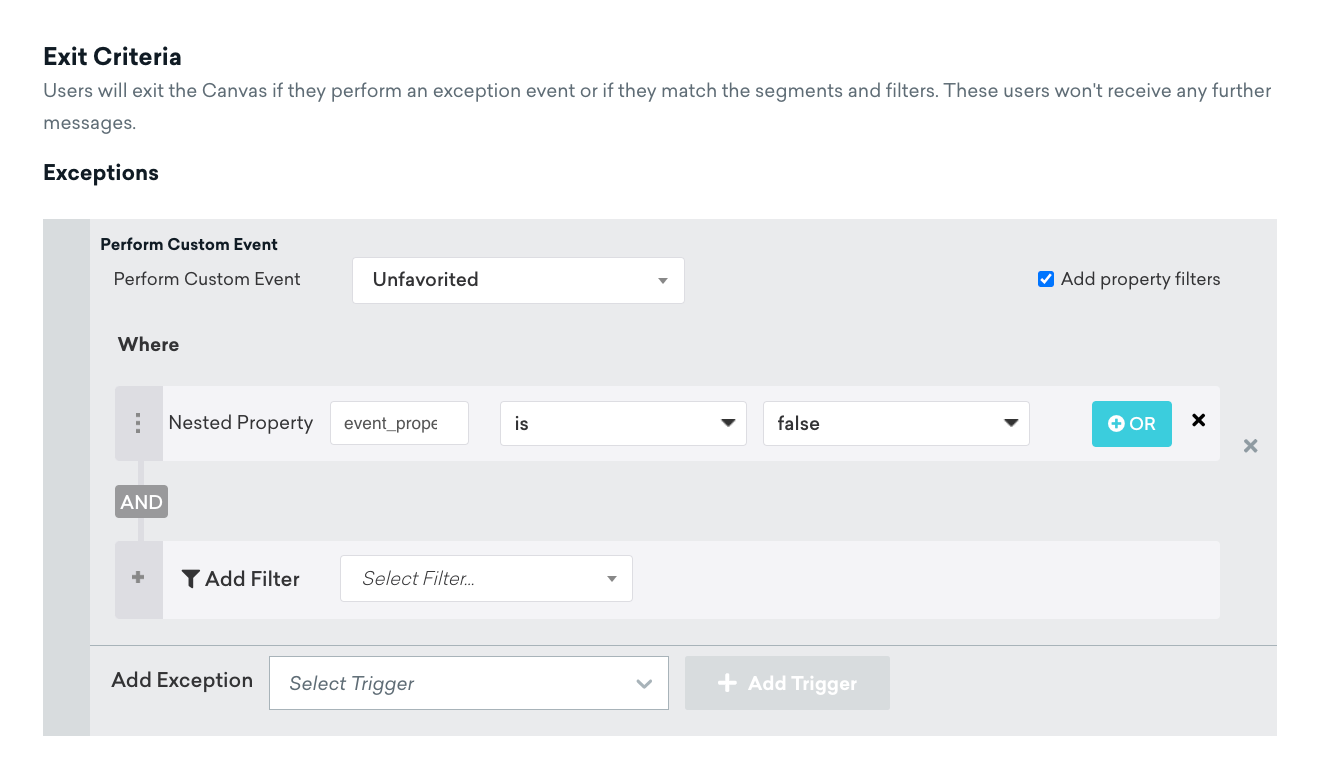 Exit Criteria
Users will exit the Canvas if they perform an exception event or if they match the segments and filters. These users won't receive any further
messages.
Exceptions
Perform Custom Event
Perform Custom Event Unfavorited Add property filters
Where
Nested Property event_prope is false OR
AND
Add Filter Select Filter...
Add Exception Select Trigger Add Trigger